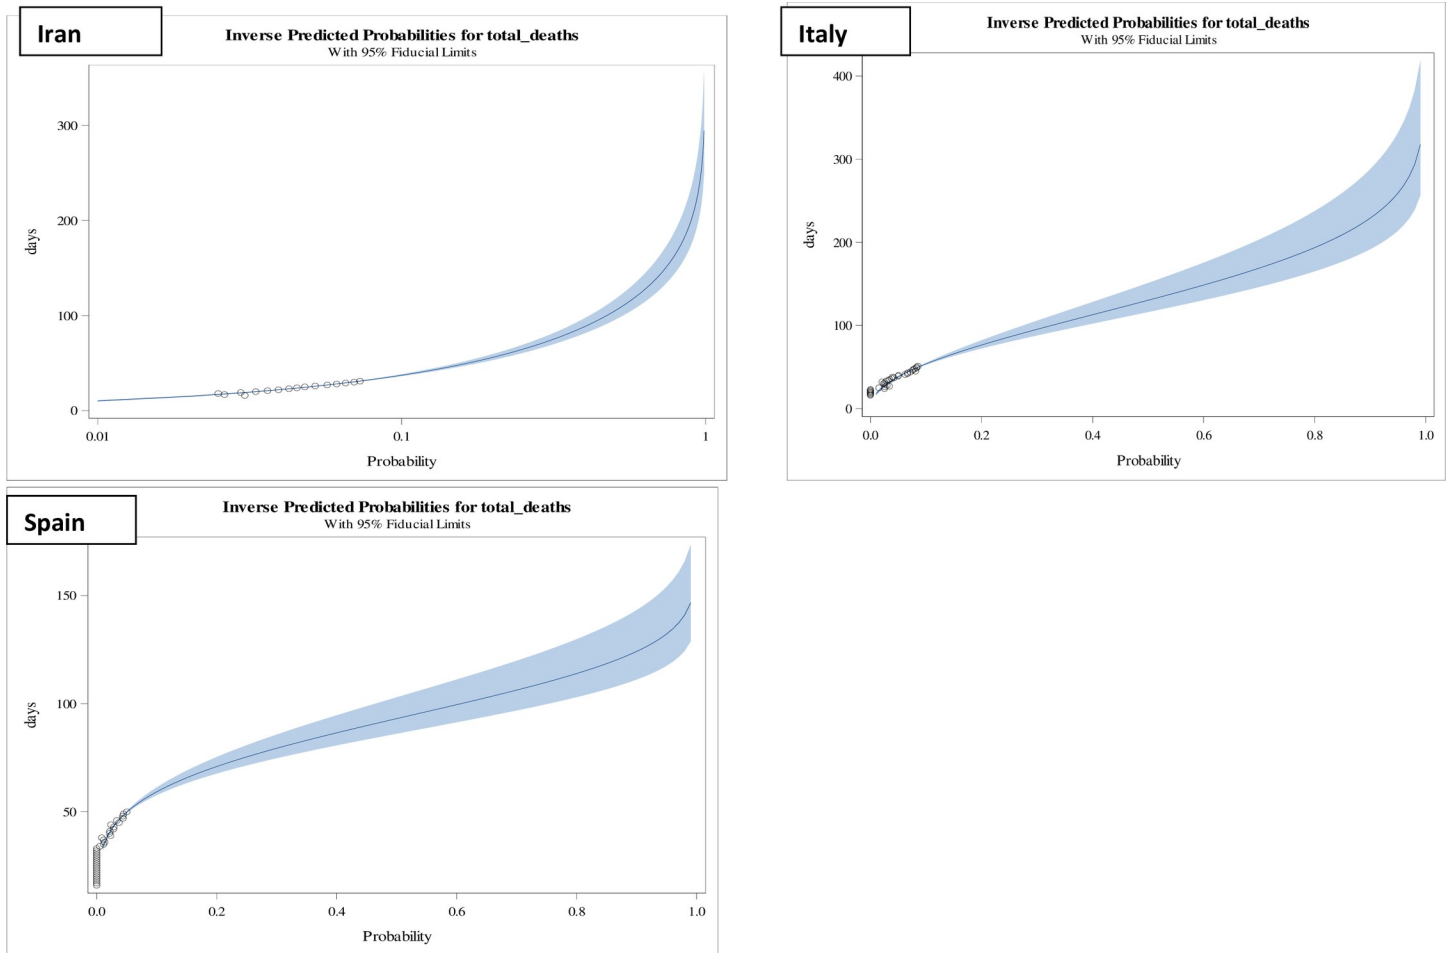 Iran
Inverse Predicted Probabilities for total_deaths
With 95% Fiducial Limits
300
200
100
0
days
0.01
0.1
1
Probability
Italy
Inverse Predicted Probabilities for total_deaths
With 95% Fiducial Limits
400
300
200
100
0
days
0.0
0.2
0.4
0.6
0.8
1.0
Probability
Spain
Inverse Predicted Probabilities for total_deaths
With 95% Fiducial Limits
150
100
50
days
0.0
0.2
0.4
0.6
0.8
1.0
Probability